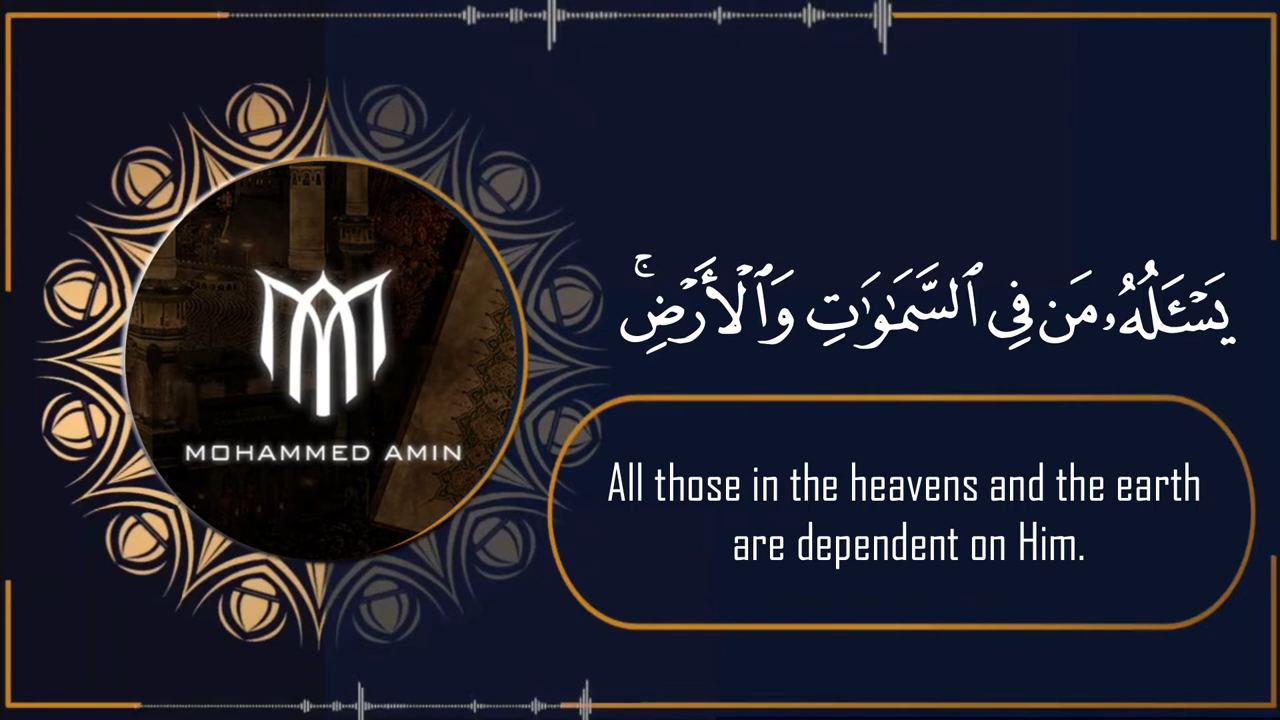 يَسْـَٔلُهُۥ مَن فِى ٱلسَّمَـٰوَٰتِ وَٱلْأَرْضِ ۚ
All those in the heavens and the earth
are dependent on Him.
MOHAMMED AMIN